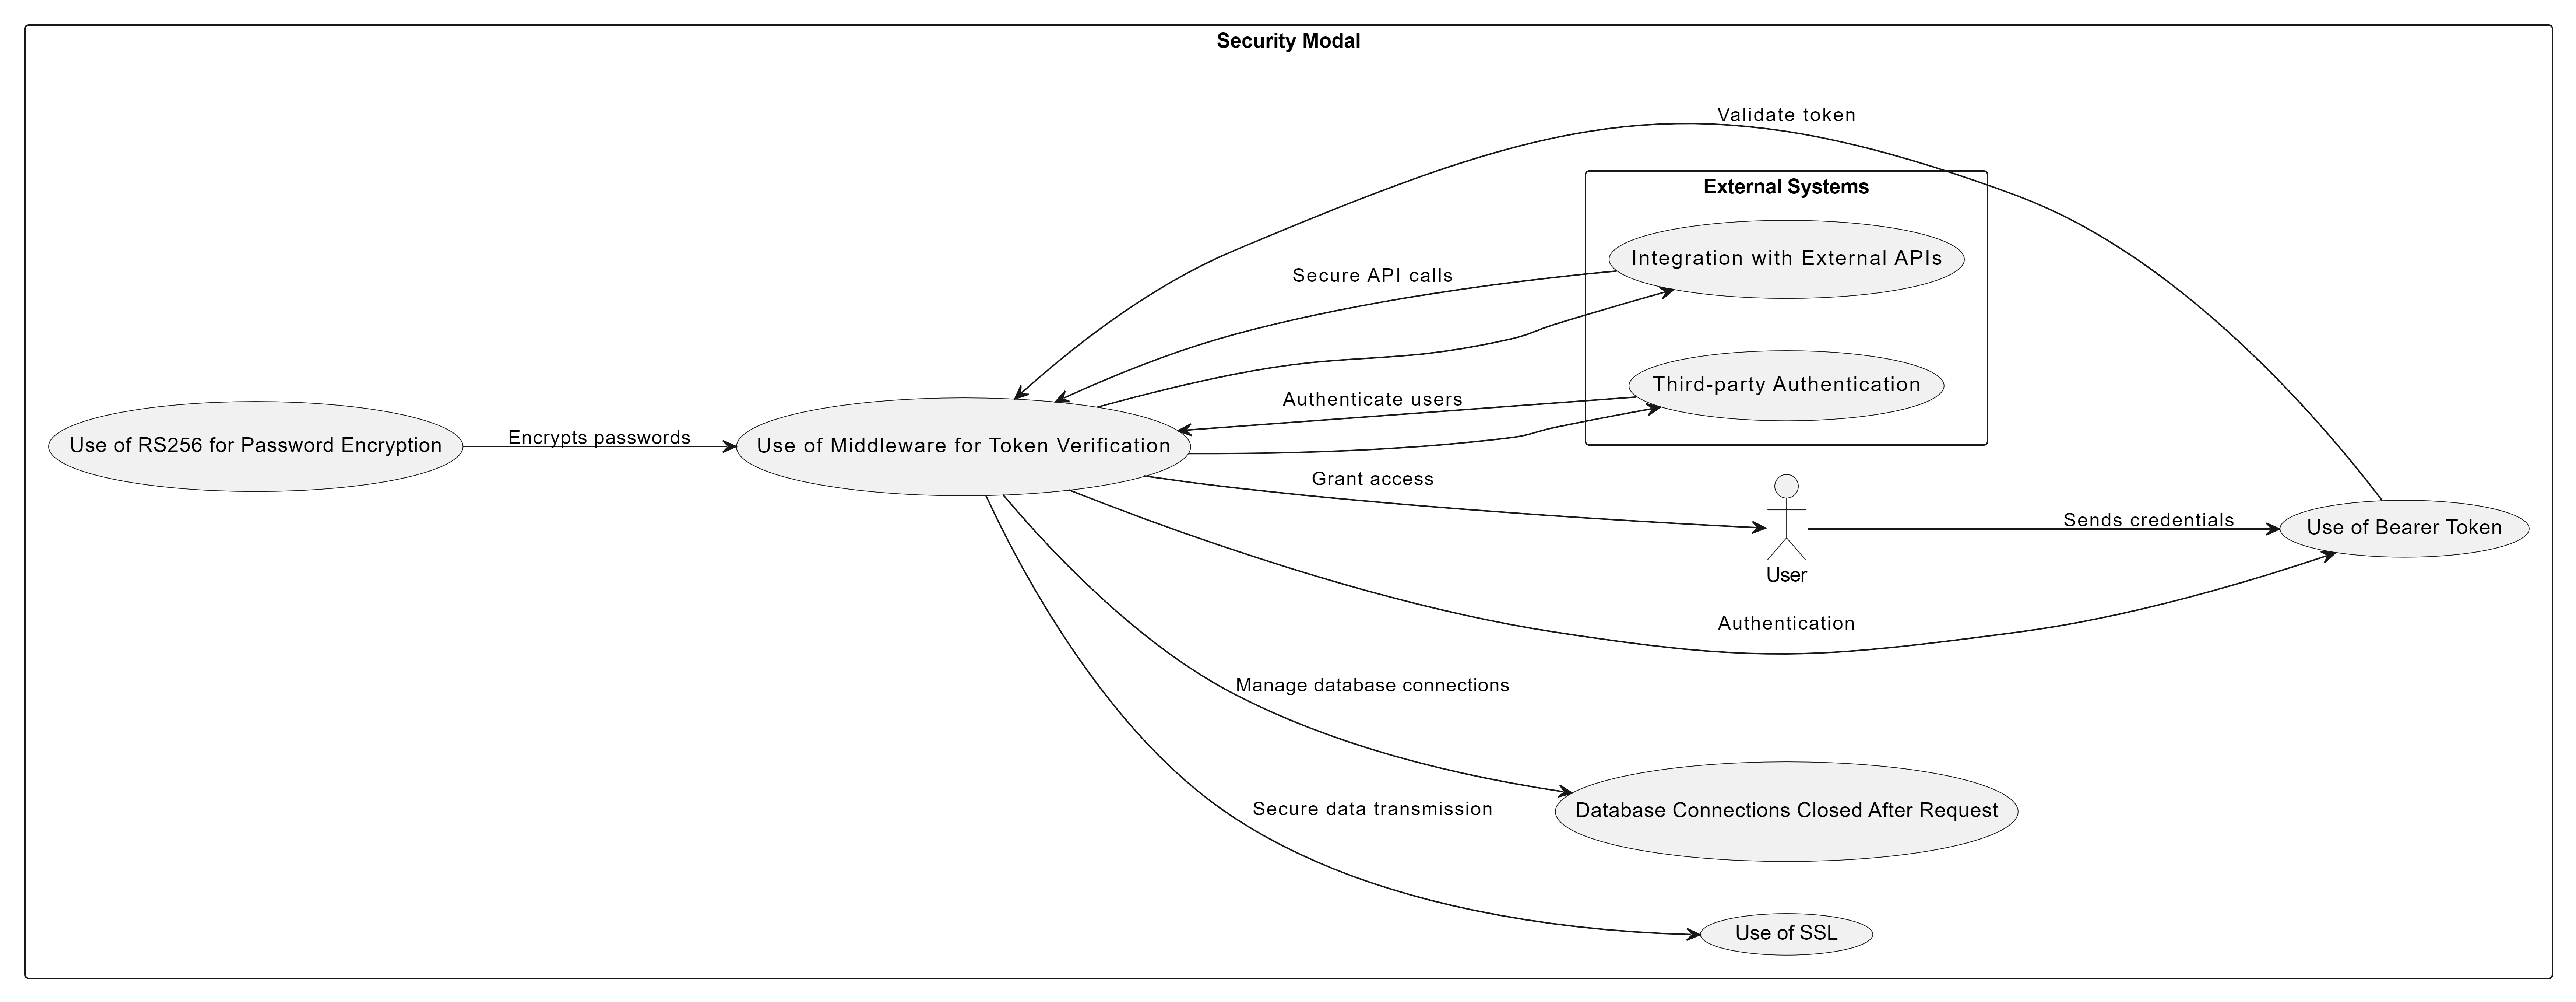 Security Modal
Validate token
External Systems
Integration with External APIs
Secure API calls
Third-party Authentication
Authenticate users
Use of RS256 for Password Encryption
Encrypts passwords
Use of Middleware for Token Verification
Grant access
Sends credentials
Use of Bearer Token
User
Authentication
Manage database connections
Database Connections Closed After Request
Secure data transmission
Use of SSL